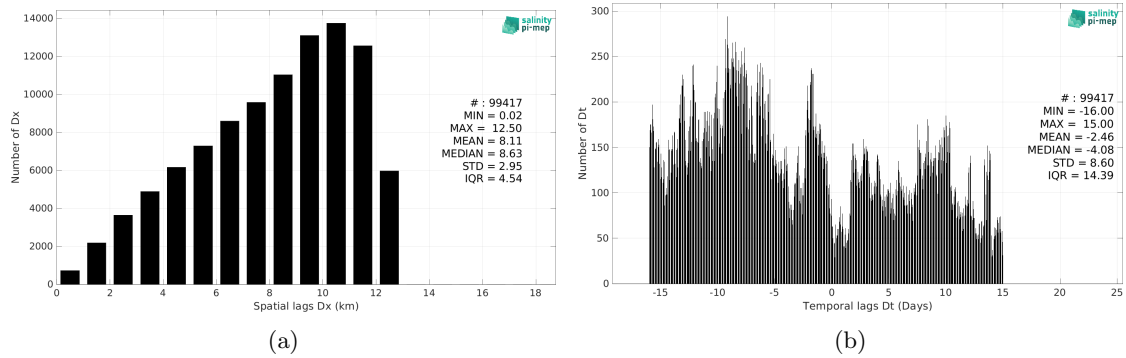 14000
12000
10000
8000
6000
4000
2000
0
Number of Dx
0 2 4 6 8 10 12 14 16 18
Spatial lags Dx (km)
salinity
pi-mep
# : 99417
MIN = 0.02
MAX = 12.50
MEAN = 8.11
MEDIAN = 8.63
STD = 2.95
IQR = 4.54
(a)
300
250
200
150
100
50
0
Number of Dt
-15 -10 -5 0 5 10 15 20 25
Temporal lags Dt (Days)
salinity
pi-mep
# : 99417
MIN = -16.00
MAX = 15.00
MEAN = -2.46
MEDIAN = -4.08
STD = 8.60
IQR = 14.39
(b)